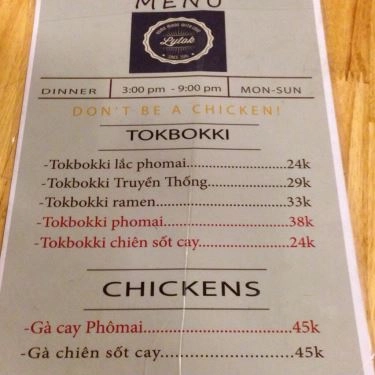 MENU
Lytok
DINNER 3:00 pm - 9:00 pm MON-SUN
DON'T BE A CHICKEN!
TOKBOKKI
-Tokbokki lắc phomai...............................24k
-Tokbokki Truyền Thống.........................29k
-Tokbokki ramen......................................33k
-Tokbokki phomai....................................38k
-Tokbokki chiên sốt cay...........................24k
CHICKENS
-Gà cay Phômai...........................45k
-Gà chiên sốt cay.........................45k